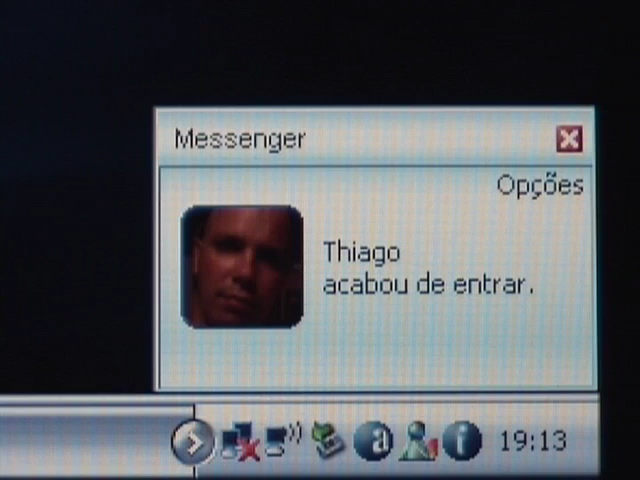 Messenger
Opções
Thiago
acabou de entrar.
a
i
19:13